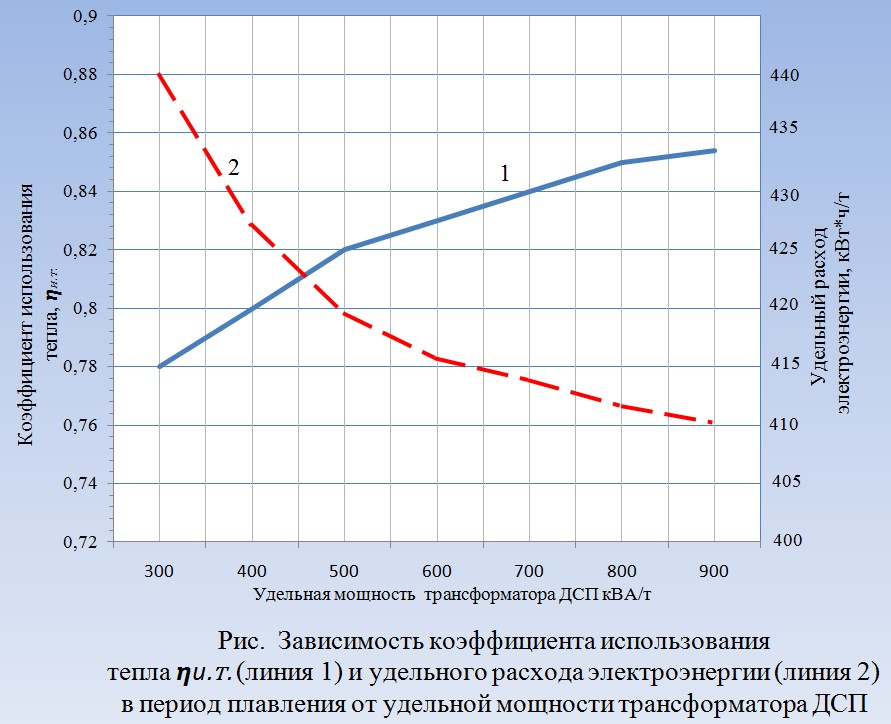 0,9
0,88
0,86
0,84
0,82
0,8
0,78
0,76
0,74
0,72
Коэффициент использования
тепла, ηи.т.
2
1
440
435
430
425
420
415
410
405
400
Удельный расход
электроэнергии, кВт*ч/т
300 400 500 600 700 800 900
Удельная мощность трансформатора ДСП кВА/т
Рис. Зависимость коэффициента использования
тепла ηи.т. (линия 1) и удельного расхода электроэнергии (линия 2)
в период плавления от удельной мощности трансформатора ДСП